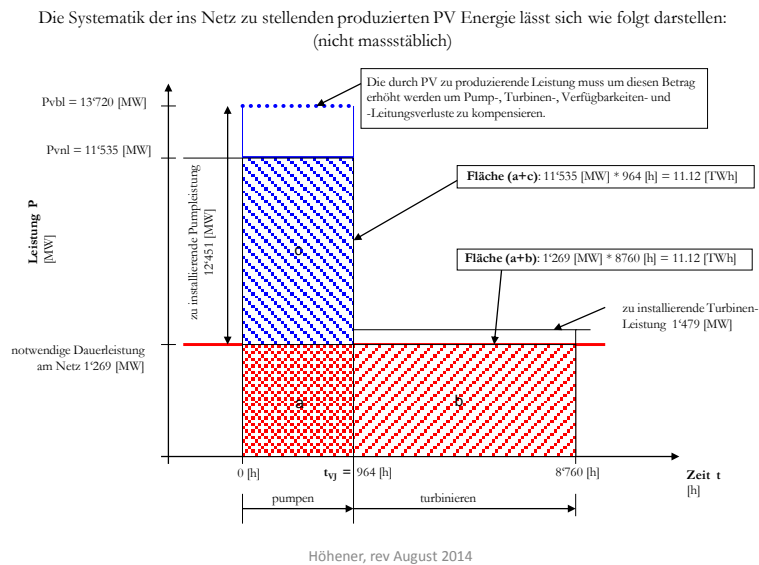 Die Systematik der ins Netz zu stellenden produzierten PV Energie lässt sich wie folgt darstellen:
(nicht massstäblich)
Die durch PV zu produzierende Leistung muss um diesen Betrag
erhöht werden um Pump-, Turbinen-, Verfügbarkeiten- und
-Leitungsverluste zu kompensieren.
Pvbl = 13'720 [MW]
Pvnl = 11'535 [MW]
Fläche (a+c): 11'535 [MW] * 964 [h] = 11.12 [TWh]
Leistung P
[MW]
zu installierende Pumpleistung
12'451 [MW]
c
Fläche (a+b): 1'269 [MW] * 8760 [h] = 11.12 [TWh]
zu installierende Turbinen-
Leistung 1'479 [MW]
notwendige Dauerleistung
am Netz 1'269 [MW]
a
b
0 [h]
tVJ = 964 [h]
8'760 [h]
Zeit t
[h]
pumpen
turbinieren
Höhener, rev August 2014